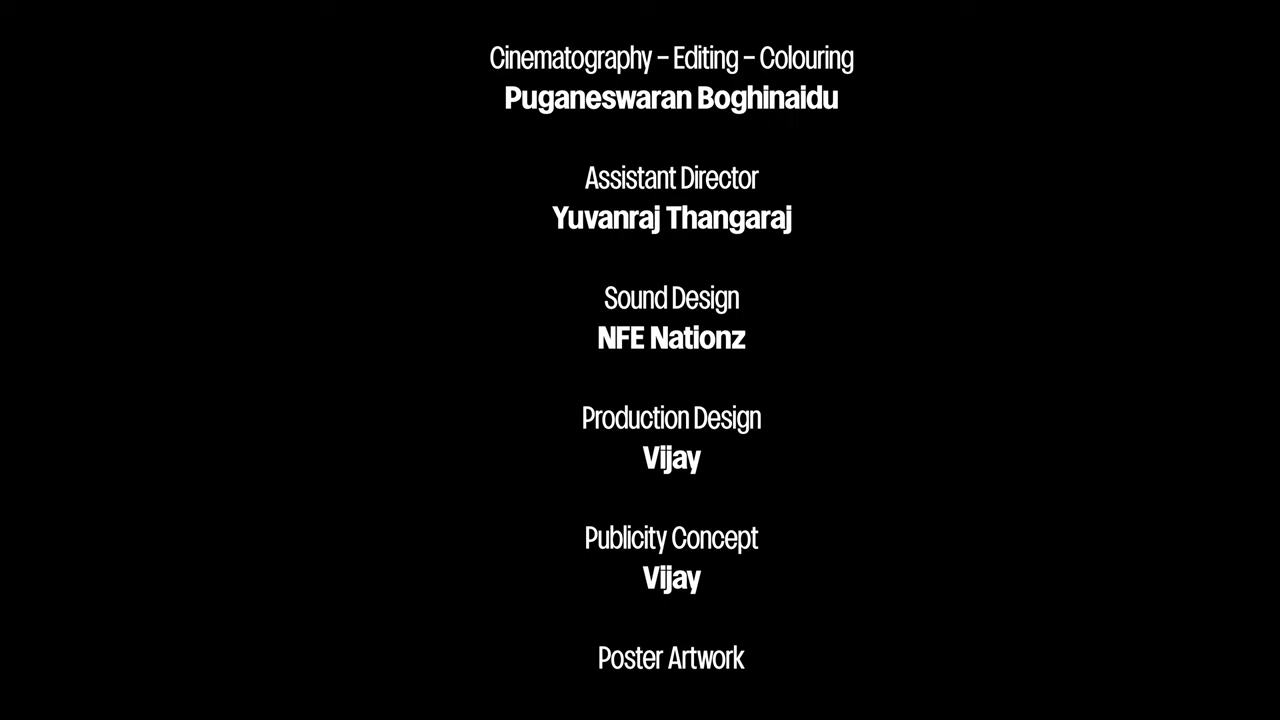 Cinematography – Editing – Colouring
Puganeswaran Boghinaidu
Assistant Director
Yuvanraj Thangaraj
Sound Design
NFE Nationz
Production Design
Vijay
Publicity Concept
Vijay
Poster Artwork